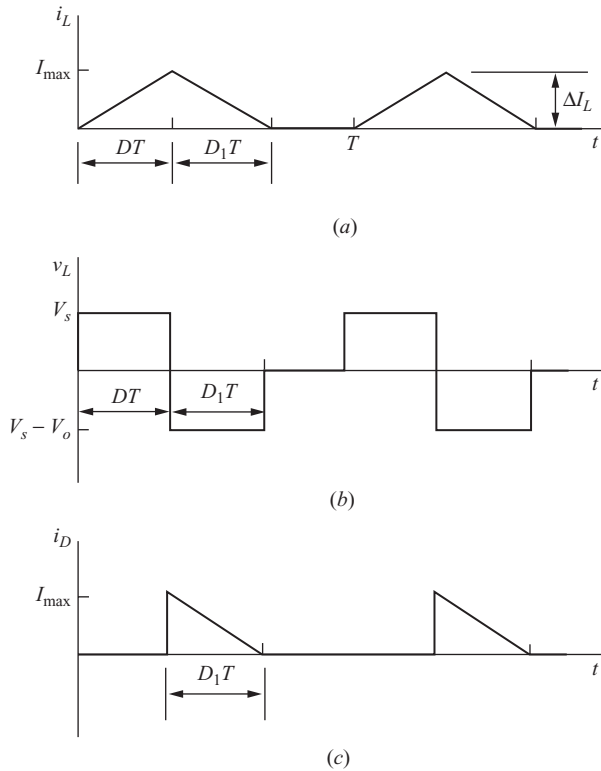 i_L
I_max
ΔI_L
DT
D_1T
T
t
(a)
v_L
V_s
DT
D_1T
t
V_s − V_o
(b)
i_D
I_max
t
D_1T
(c)